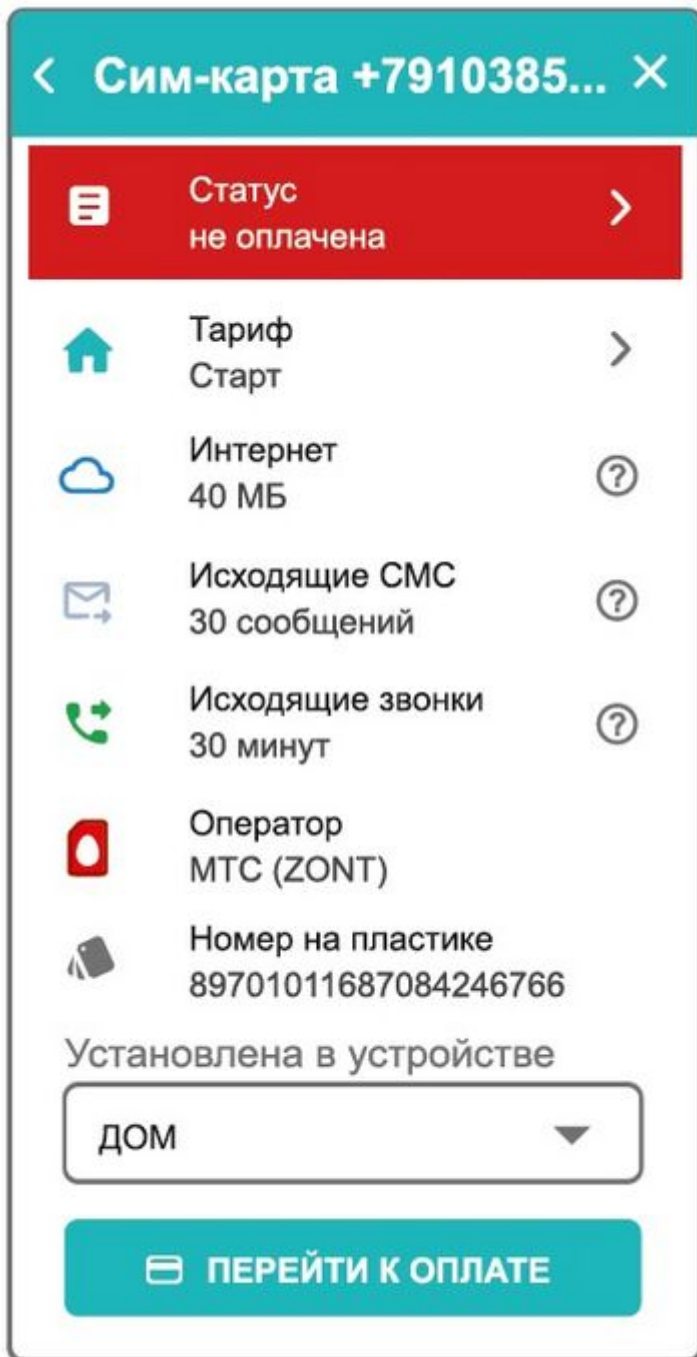 Сим-карта +7910385...
Статус
не оплачена
Тариф
Старт
Интернет
40 МБ
Исходящие СМС
30 сообщений
Исходящие звонки
30 минут
Оператор
МТС (ZONT)
Номер на пластике
89701011687084246766
Установлена в устройстве
ДОМ
ПЕРЕЙТИ К ОПЛАТЕ